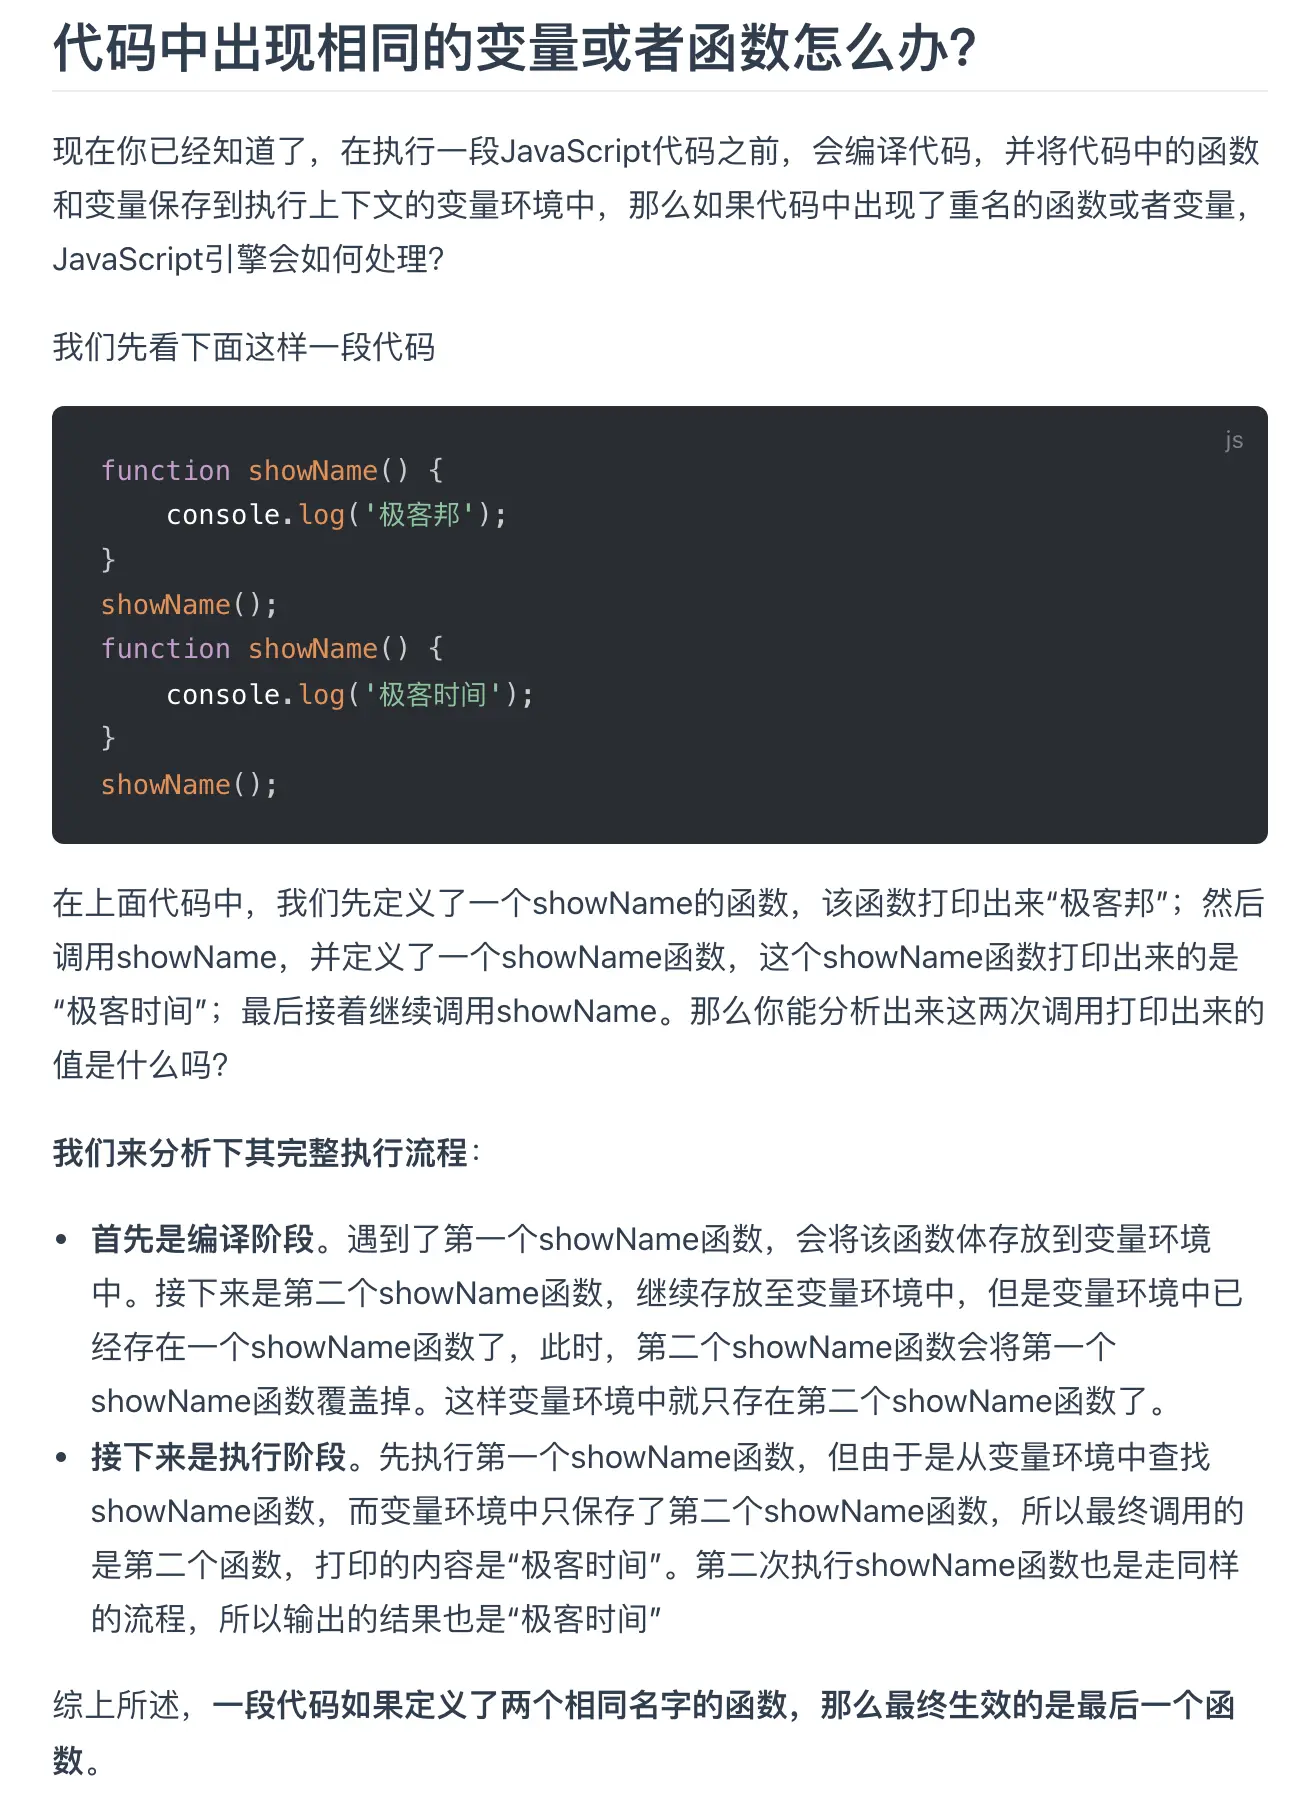 代码中出现相同的变量或者函数怎么办？
现在你已经知道了，在执行一段JavaScript代码之前，会编译代码，并将代码中的函数
和变量保存到执行上下文的变量环境中，那么如果代码中出现了重名的函数或者变量，
JavaScript引擎会如何处理？
我们先看下面这样一段代码
js
function showName() {
    console.log('极客邦');
}
showName();
function showName() {
    console.log('极客时间');
}
showName();
在上面代码中，我们先定义了一个showName的函数，该函数打印出来“极客邦”；然后
调用showName，并定义了一个showName函数，这个showName函数打印出来的是
“极客时间”；最后接着继续调用showName。那么你能分析出来这两次调用打印出来的
值是什么吗？
我们来分析下其完整执行流程：
• 首先是编译阶段。遇到了第一个showName函数，会将该函数体存放到变量环境
中。接下来是第二个showName函数，继续存放至变量环境中，但是变量环境中已
经存在一个showName函数了，此时，第二个showName函数会将第一个
showName函数覆盖掉。这样变量环境中就只存在第二个showName函数了。
• 接下来是执行阶段。先执行第一个showName函数，但由于是从变量环境中查找
showName函数，而变量环境中只保存了第二个showName函数，所以最终调用的
是第二个函数，打印的内容是“极客时间”。第二次执行showName函数也是走同样
的流程，所以输出的结果也是“极客时间”
综上所述，一段代码如果定义了两个相同名字的函数，那么最终生效的是最后一个函
数。